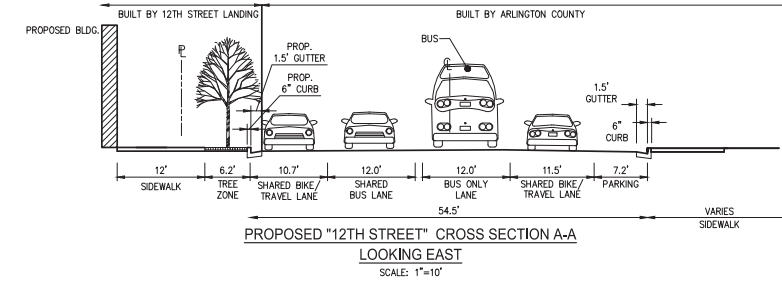 BUILT BY 12TH STREET LANDING
BUILT BY ARLINGTON COUNTY
PROPOSED BLDG.
PL
PROP.
1.5' GUTTER
PROP.
6" CURB
BUS
CL
1.5'
GUTTER
6"
CURB
12'
SIDEWALK
6.2'
TREE
ZONE
10.7'
SHARED BIKE/
TRAVEL LANE
12.0'
SHARED
BUS LANE
12.0'
BUS ONLY
LANE
11.5'
SHARED BIKE/
TRAVEL LANE
7.2'
PARKING
54.5'
VARIES
SIDEWALK
PROPOSED "12TH STREET" CROSS SECTION A-A
LOOKING EAST
SCALE: 1"=10'